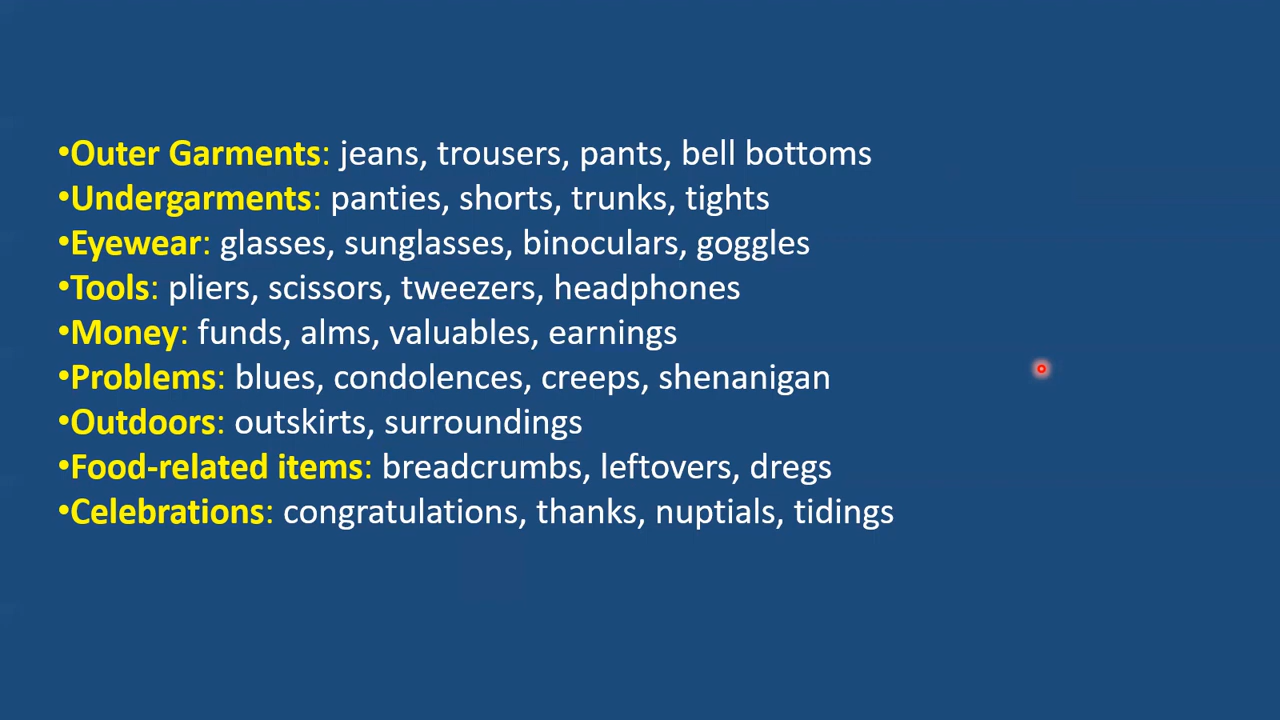 •Outer Garments: jeans, trousers, pants, bell bottoms
•Undergarments: panties, shorts, trunks, tights
•Eyewear: glasses, sunglasses, binoculars, goggles
•Tools: pliers, scissors, tweezers, headphones
•Money: funds, alms, valuables, earnings
•Problems: blues, condolences, creeps, shenanigan
•Outdoors: outskirts, surroundings
•Food-related items: breadcrumbs, leftovers, dregs
•Celebrations: congratulations, thanks, nuptials, tidings